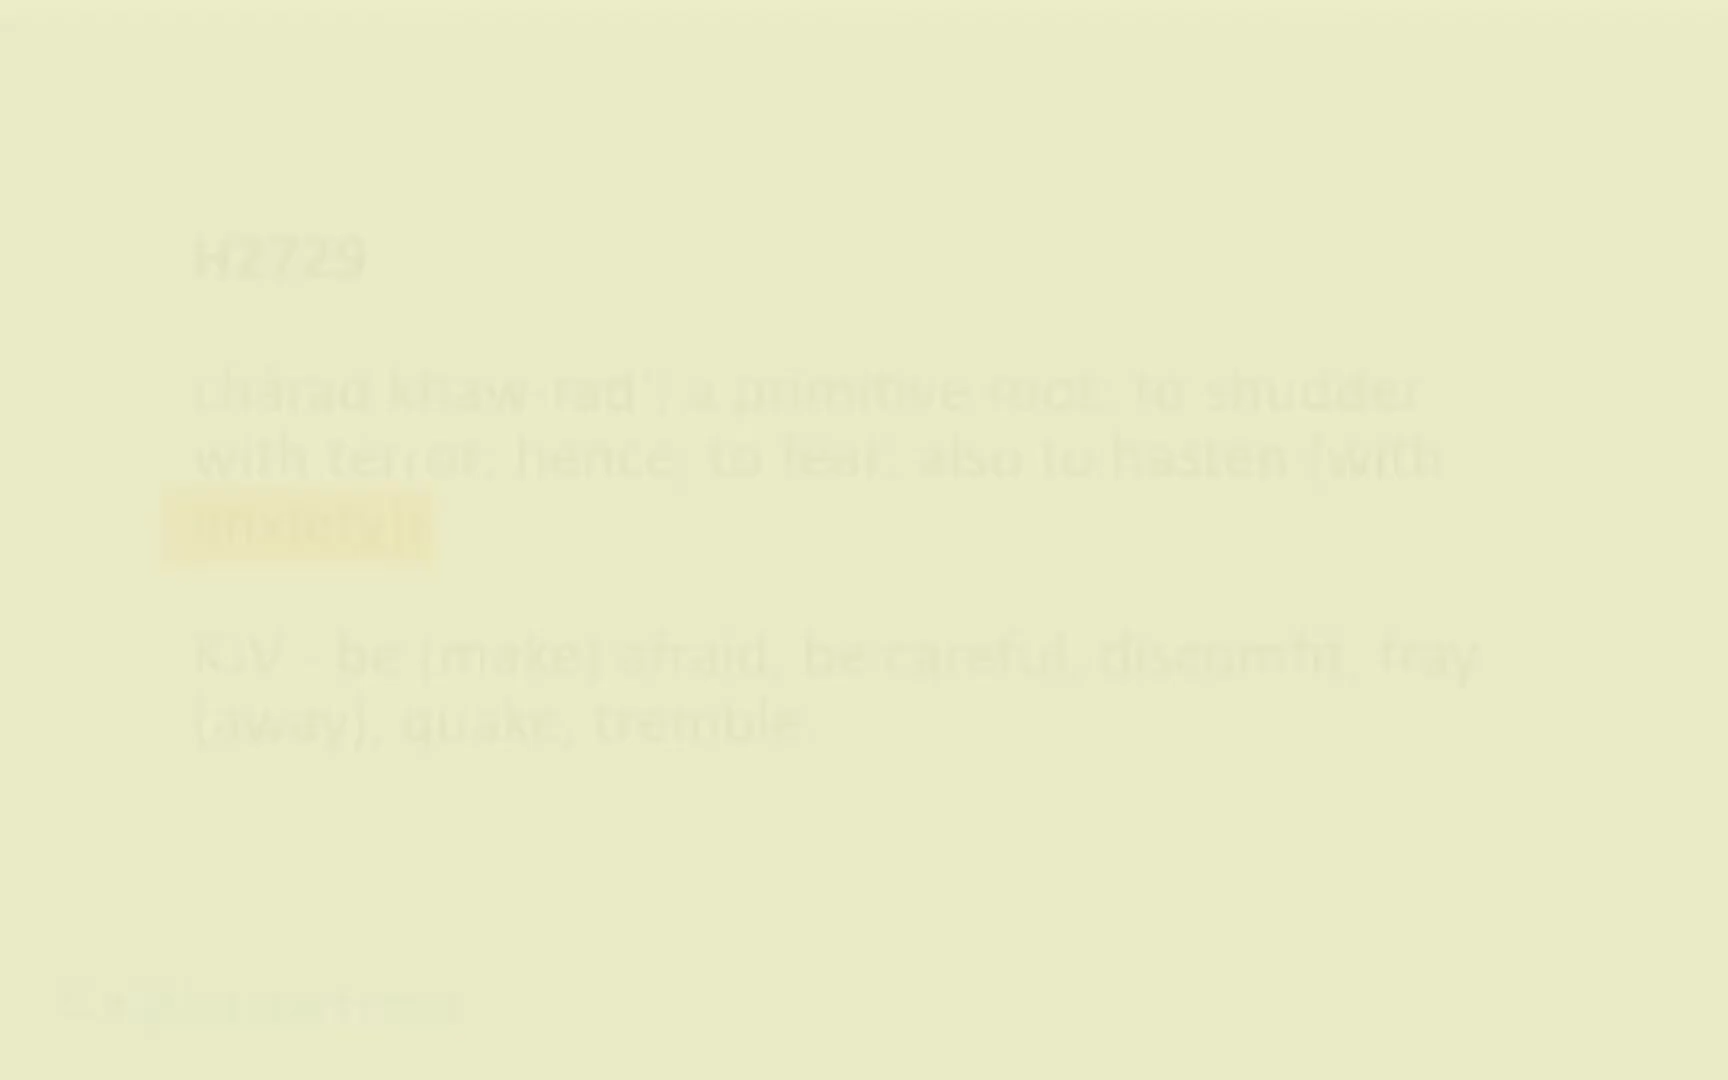 H2729
charad khaw-rad'; a primitive root; to shudder
with terror; hence, to fear; also to hasten (with
anxiety):
KJV - be (make) afraid, be careful, discomfit, fray
(away), quake, tremble.